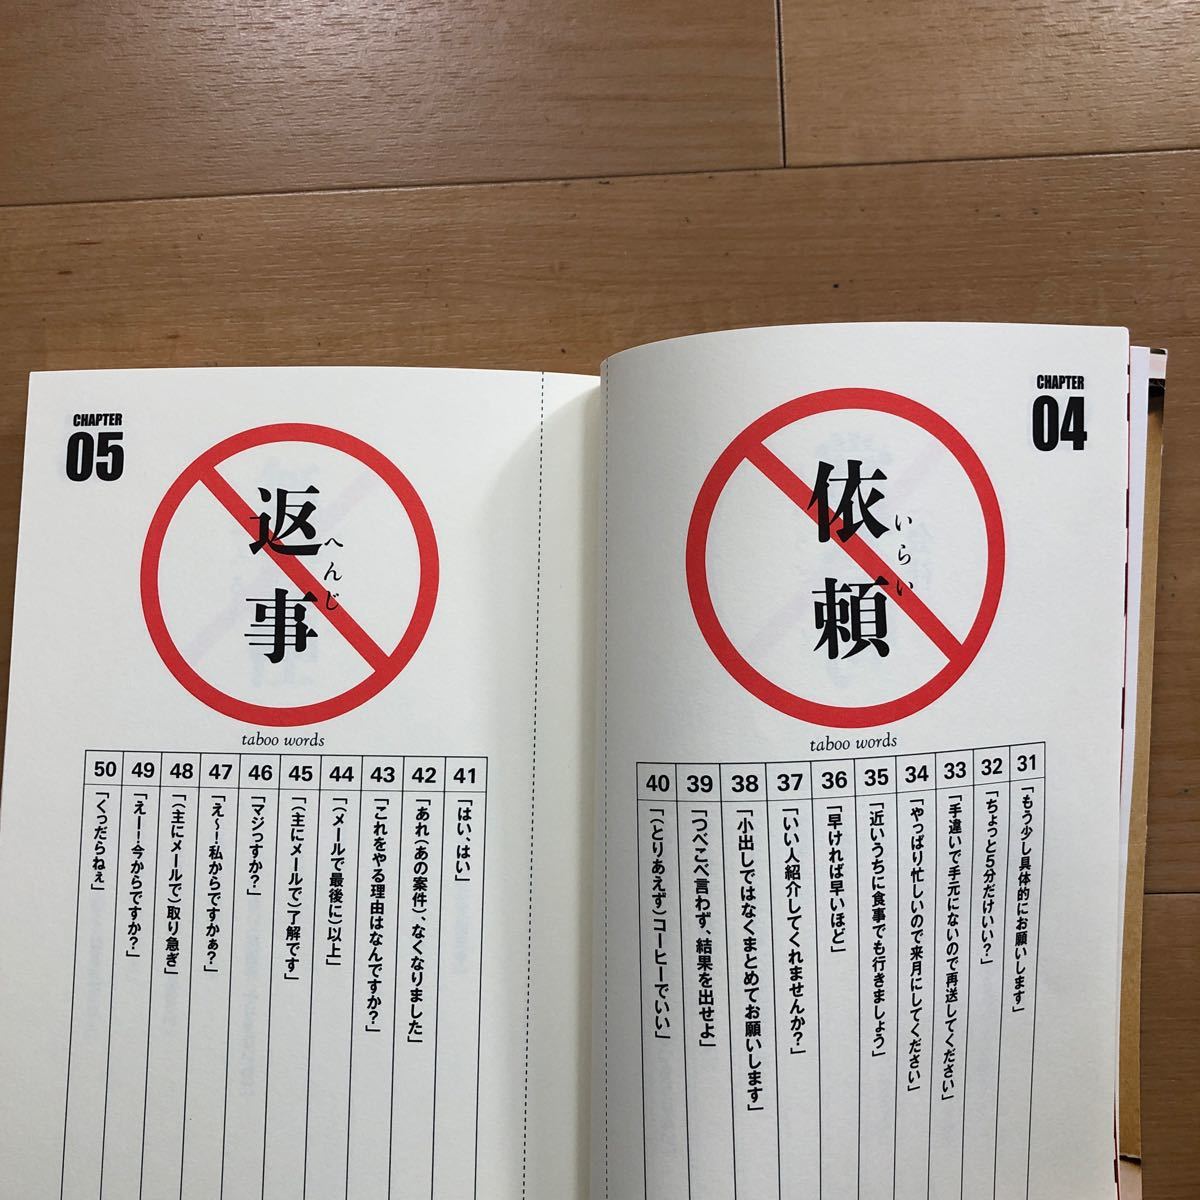 CHAPTER
04
依頼
いらい
taboo words
31
「もう少し具体的にお願いします」
32
「ちょっと5分だけいい?」
33
「手違いで手元にないので再送してください」
34
「やっぱり忙しいので来月にしてください」
35
「近いうちに食事でも行きましょう」
36
「早ければ早いほど」
37
「いい人紹介してくれませんか?」
38
「小出しではなくまとめてお願いします」
39
「つべこべ言わず、結果を出せよ」
40
「(とりあえず)コーヒーでいい」
CHAPTER
05
返事
へんじ
taboo words
41
「はい、はい」
42
「あれ(あの案件)、なくなりました」
43
「これをやる理由はなんですか?」
44
「(メールで最後に)以上」
45
「(主にメールで)了解です」
46
「マジっすか?」
47
「え〜!私からですかぁ?」
48
「(主にメールで)取り急ぎ」
49
「えー!今からですか?」
50
「くっだらねぇ」